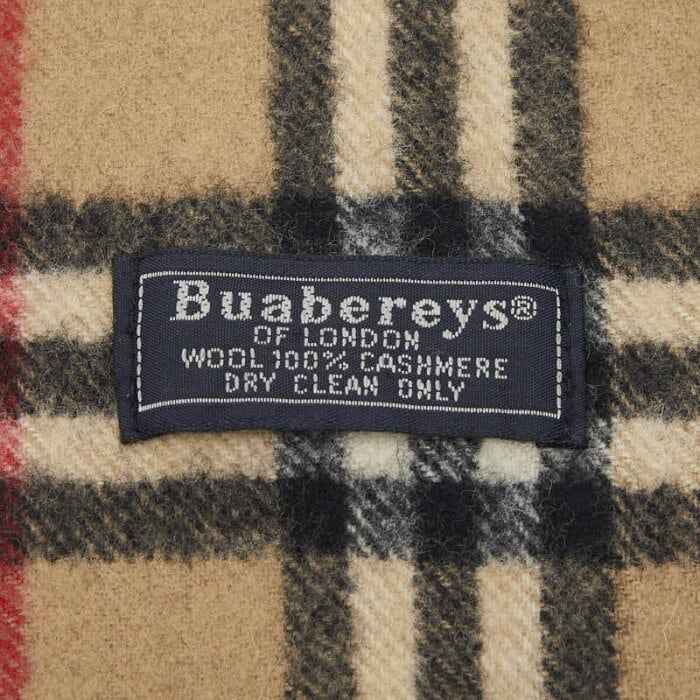 Buabereys®
OF LONDON
WOOL 100% CASHMERE
DRY CLEAN ONLY